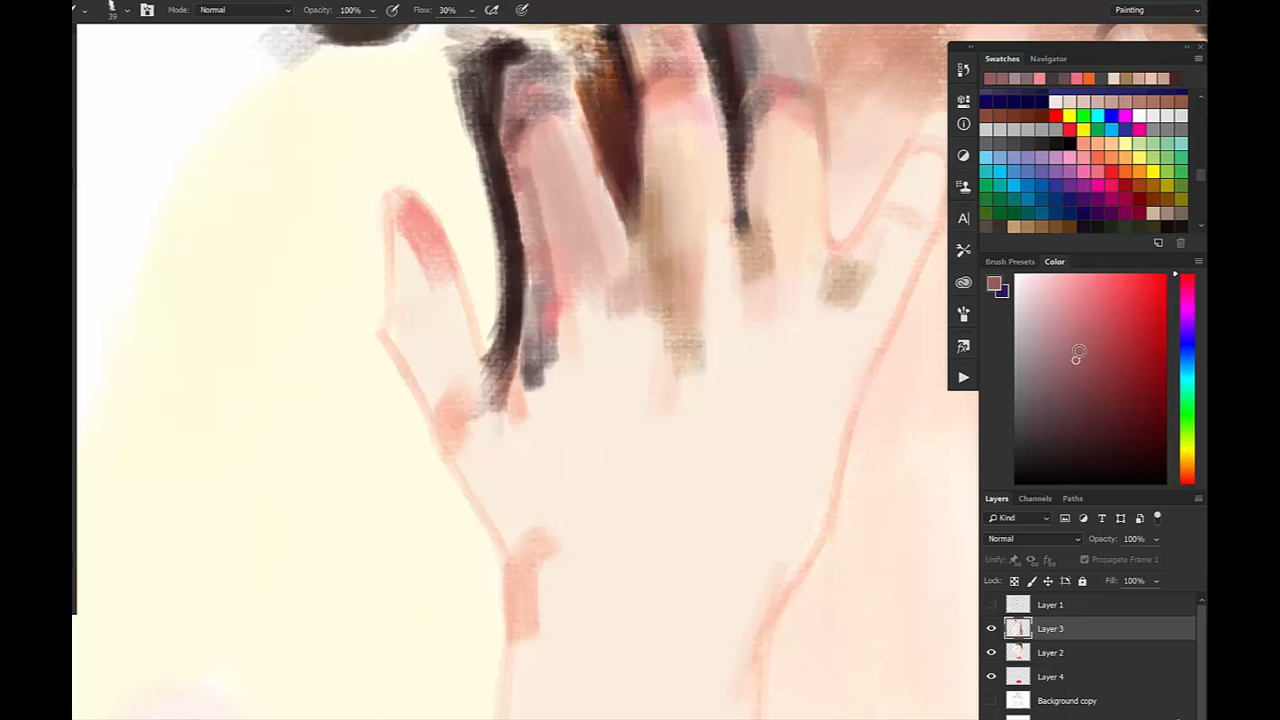 39 Mode: Normal Opacity: 100% Flow: 30% Painting
Swatches Navigator
A
Brush Presets Color
Layers Channels Paths
Kind
Normal Opacity: 100%
Unify: Propagate Frame 1
Lock: Fill: 100%
Layer 1
Layer 3
Layer 2
Layer 4
Background copy